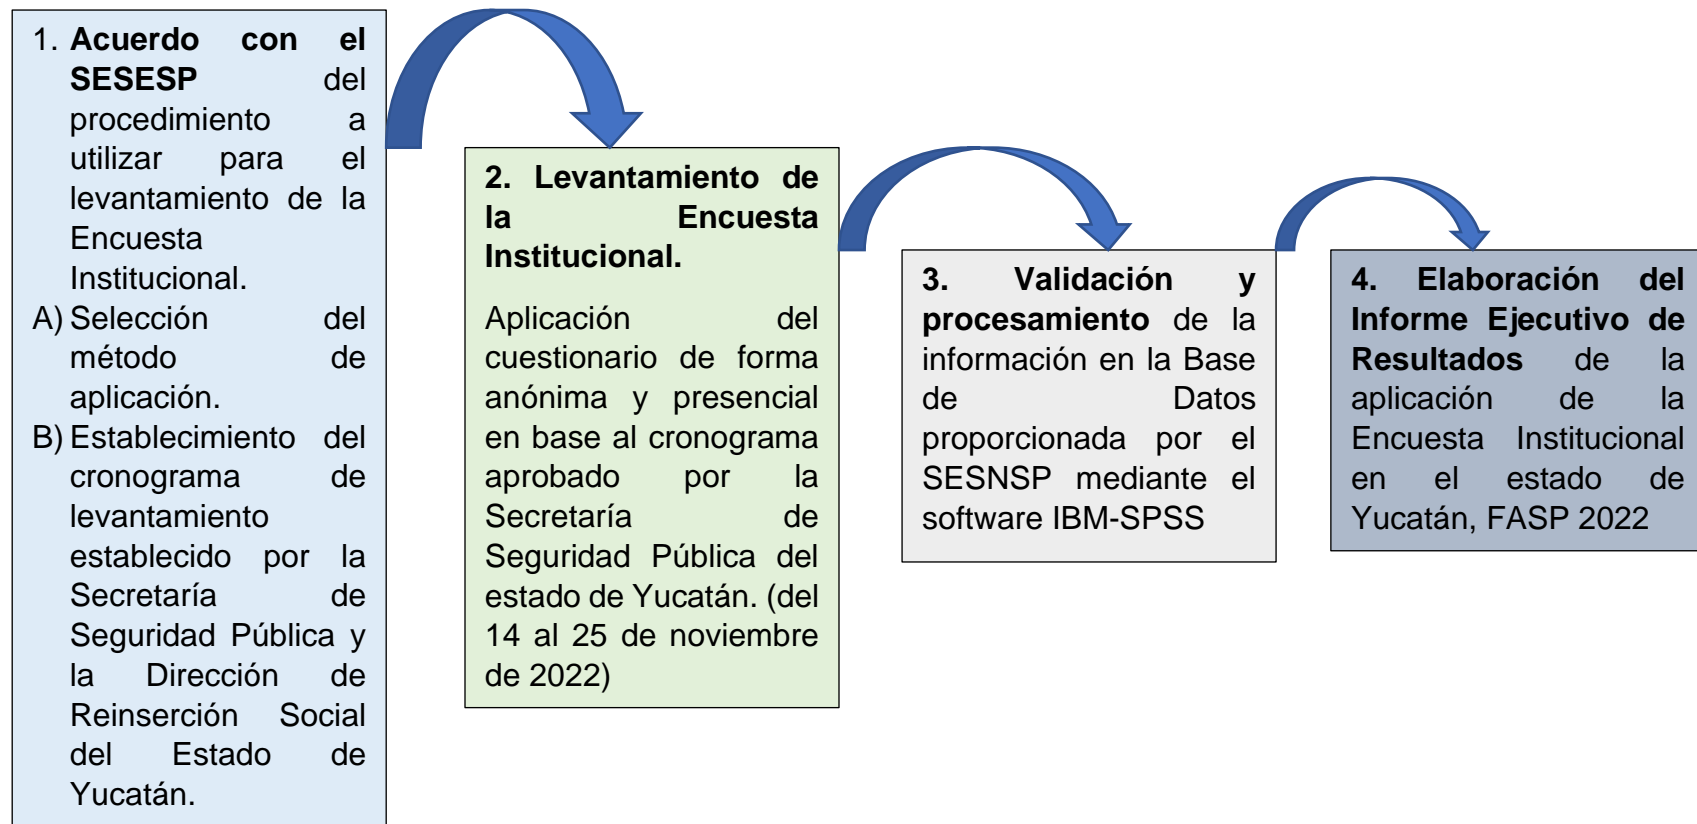 1. Acuerdo con el
SESESP del
procedimiento a
utilizar para el
levantamiento de la
Encuesta
Institucional.
A) Selección del
método de
aplicación.
B) Establecimiento del
cronograma de
levantamiento
establecido por la
Secretaría de
Seguridad Pública y
la Dirección de
Reinserción Social
del Estado de
Yucatán.
2. Levantamiento de
la Encuesta
Institucional.
Aplicación del
cuestionario de forma
anónima y presencial
en base al cronograma
aprobado por la
Secretaría de
Seguridad Pública del
estado de Yucatán. (del
14 al 25 de noviembre
de 2022)
3. Validación y
procesamiento de la
información en la Base
de Datos
proporcionada por el
SESNSP mediante el
software IBM-SPSS
4. Elaboración del
Informe Ejecutivo de
Resultados de la
aplicación de la
Encuesta Institucional
en el estado de
Yucatán, FASP 2022